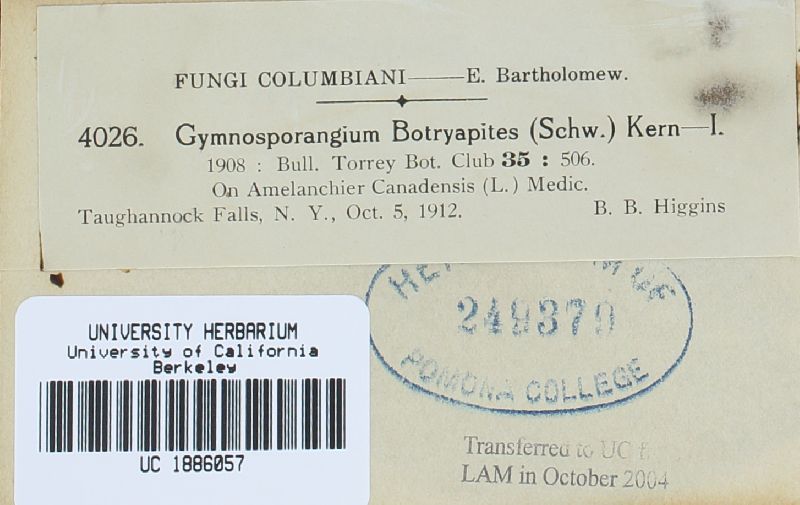 FUNGI COLUMBIANI——E. Bartholomew.
4026. Gymnosporangium Botryapites (Schw.) Kern—I.
1908 : Bull. Torrey Bot. Club 35 : 506.
On Amelanchier Canadensis (L.) Medic.
Taughannock Falls, N. Y., Oct. 5, 1912. B. B. Higgins
249379
POMONA COLLEGE
UNIVERSITY HERBARIUM
University of California
Berkeley
UC 1886057
Transferred to UC
LAM in October 2004